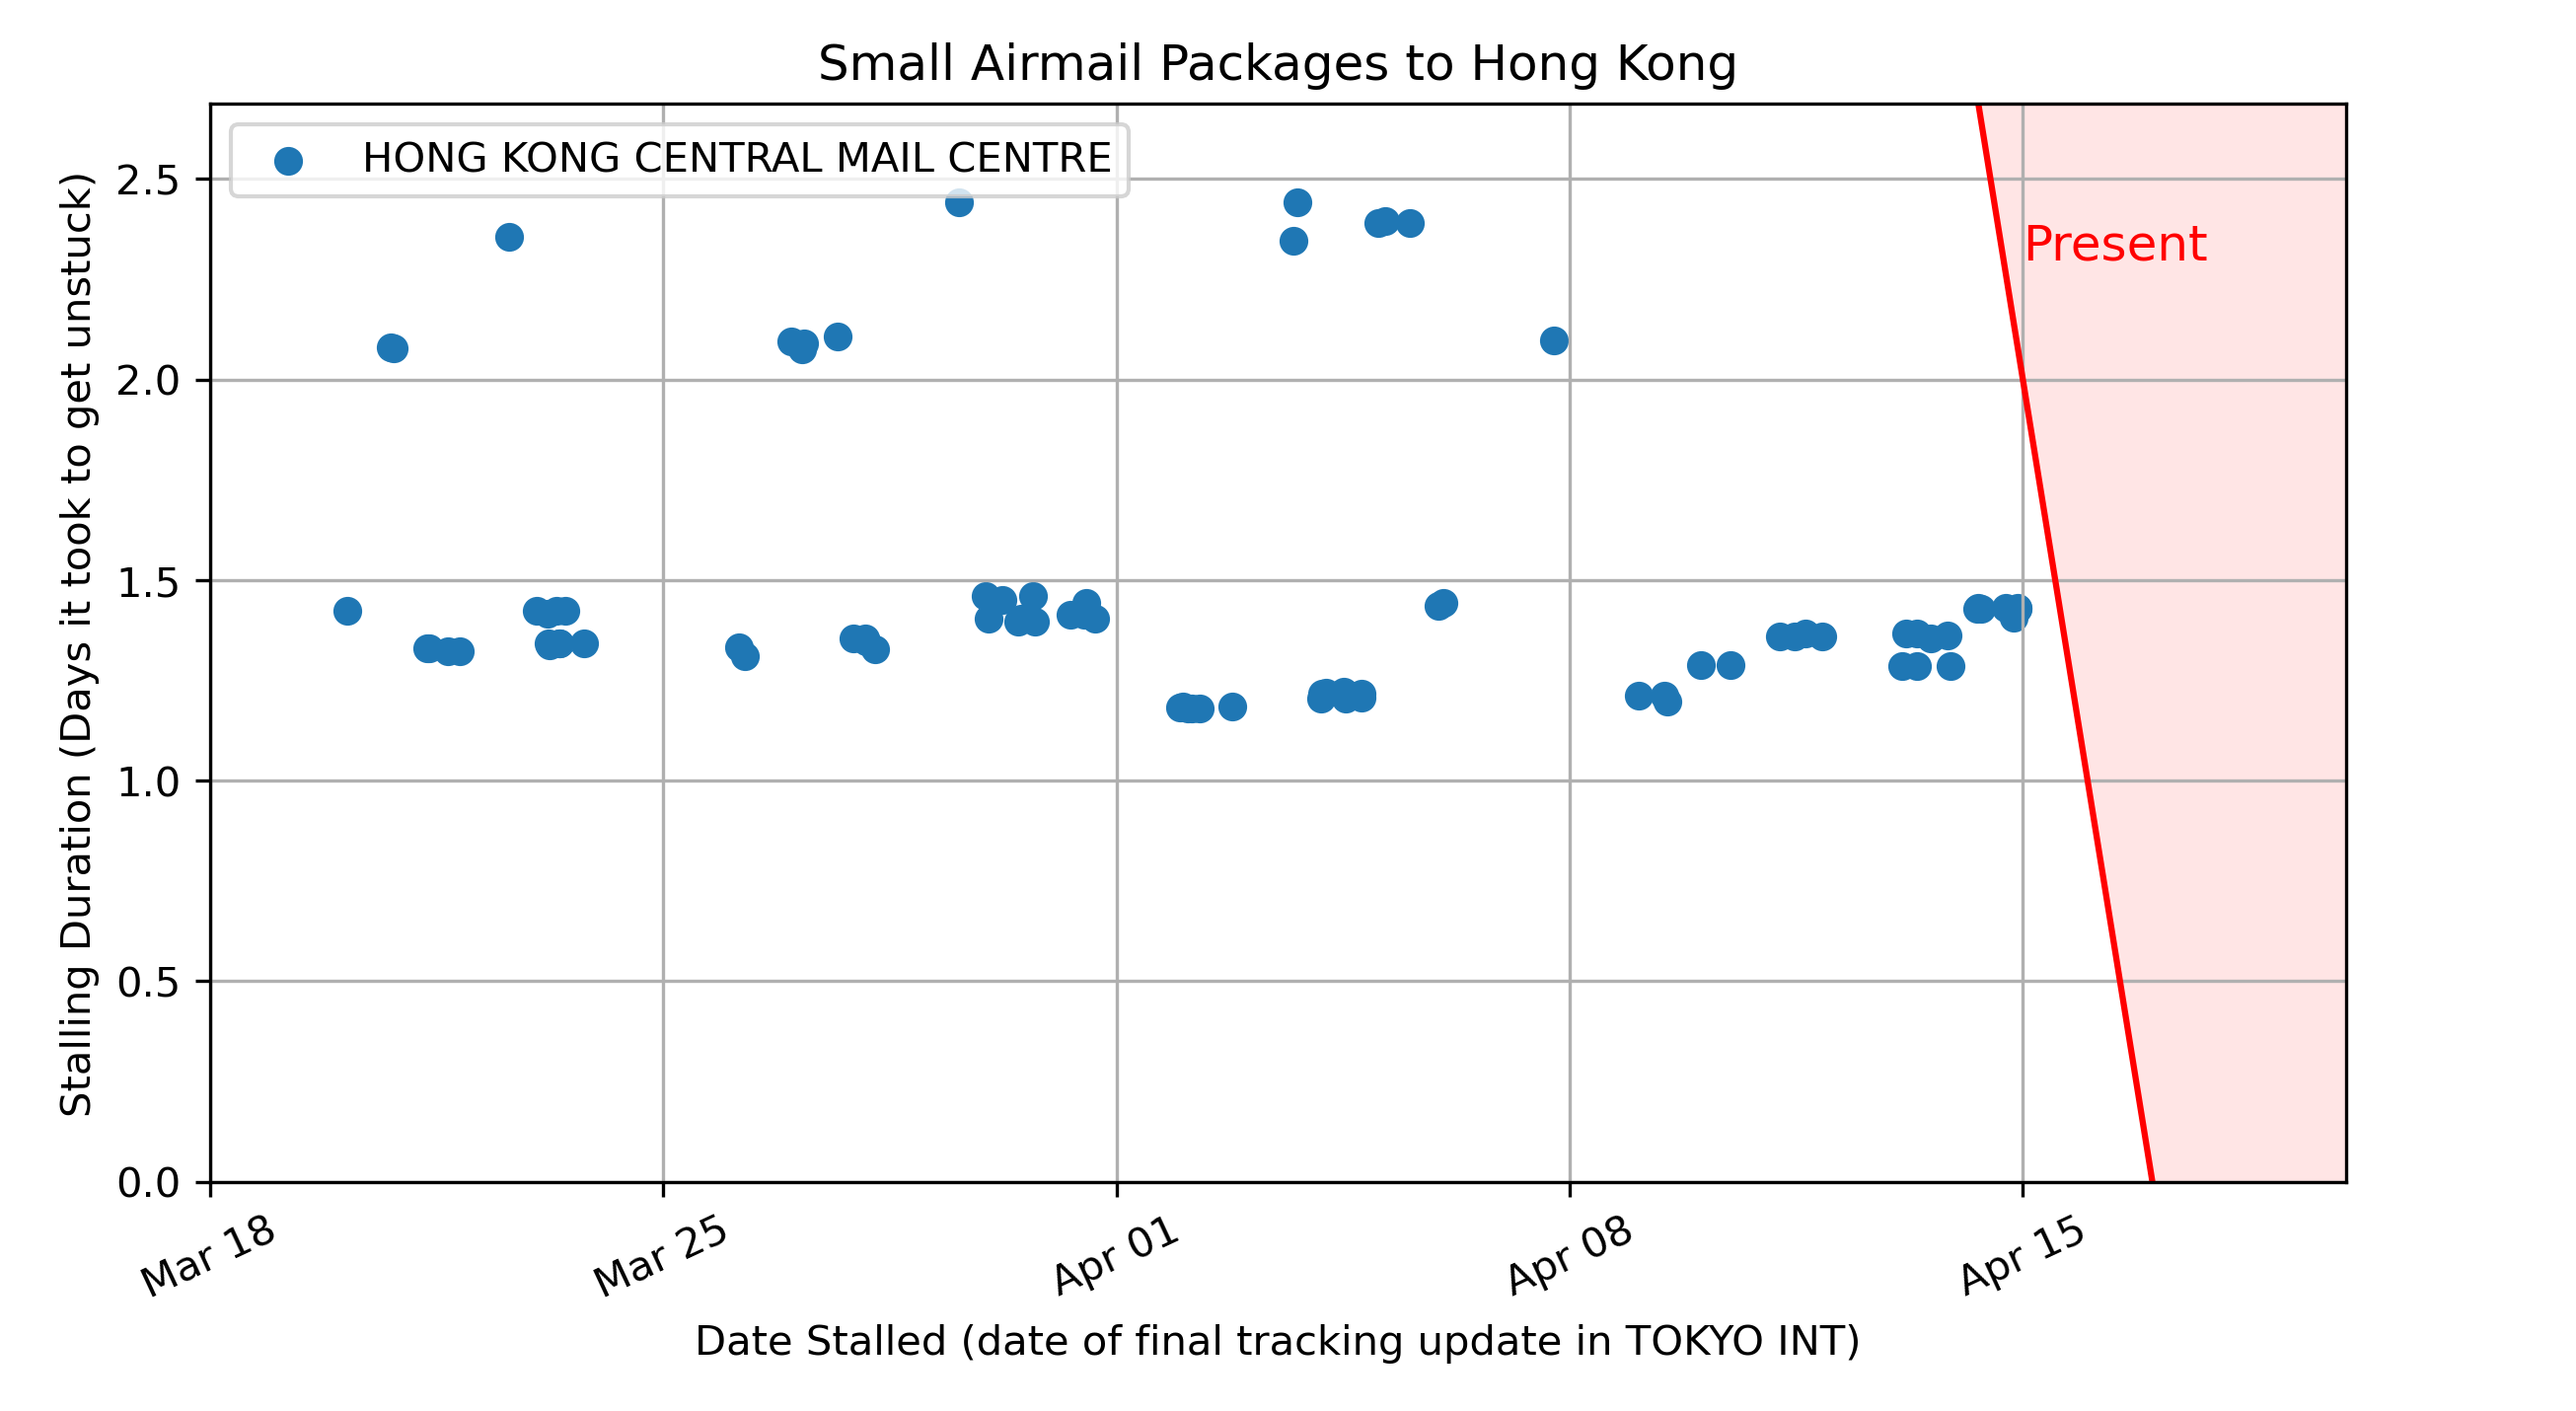 Small Airmail Packages to Hong Kong
HONG KONG CENTRAL MAIL CENTRE
Present
Stalling Duration (Days it took to get unstuck)
2.5
2.0
1.5
1.0
0.5
0.0
Mar 18
Mar 25
Apr 01
Apr 08
Apr 15
Date Stalled (date of final tracking update in TOKYO INT)